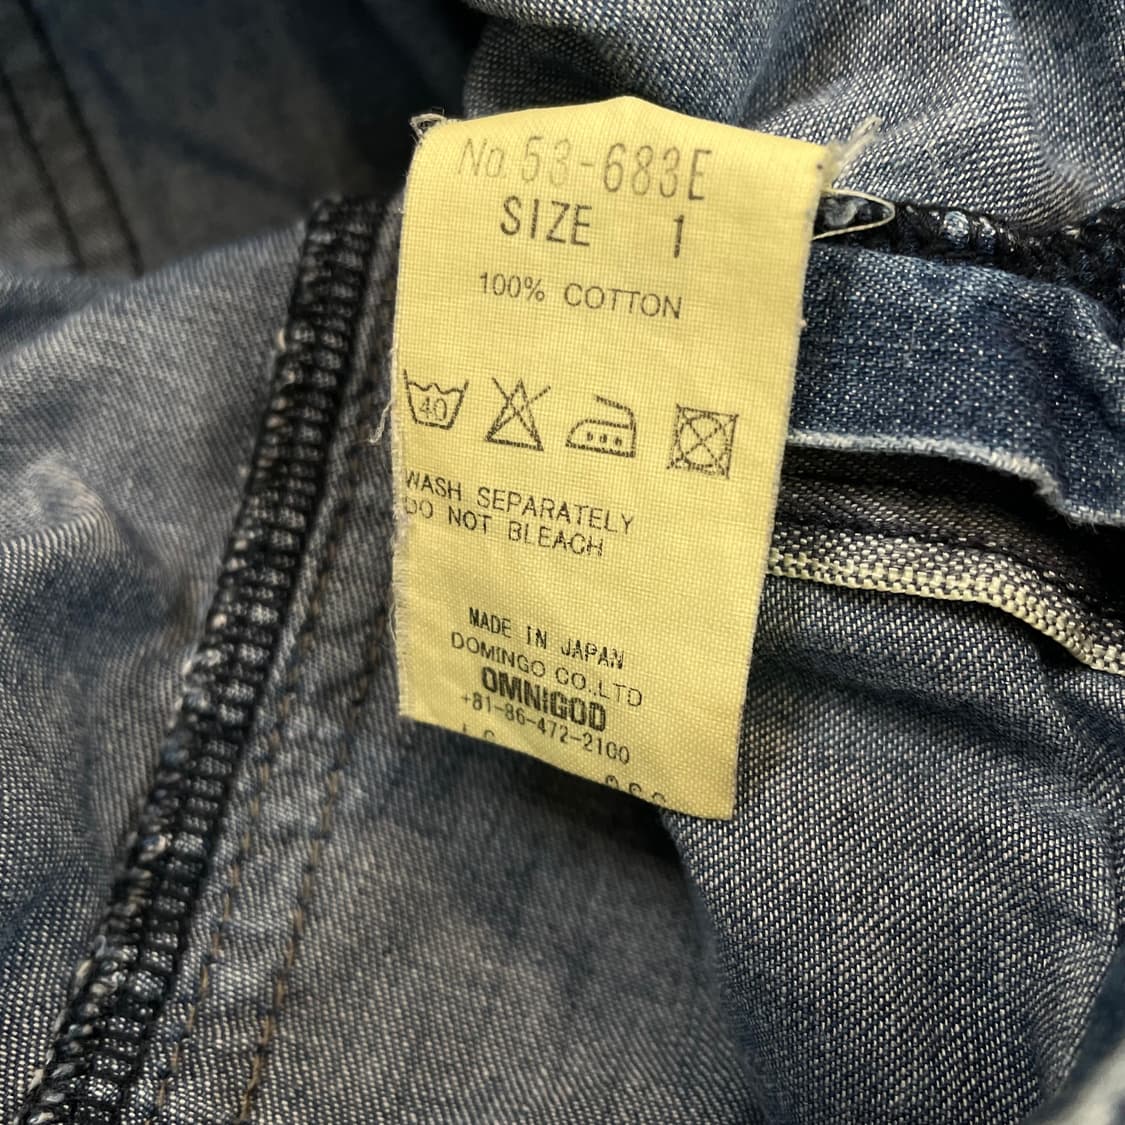 No. 53-683E
SIZE 1
100% COTTON
40
WASH SEPARATELY
DO NOT BLEACH
MADE IN JAPAN
DOMINGO CO.,LTD
OMNIGOD
+81-86-472-2100